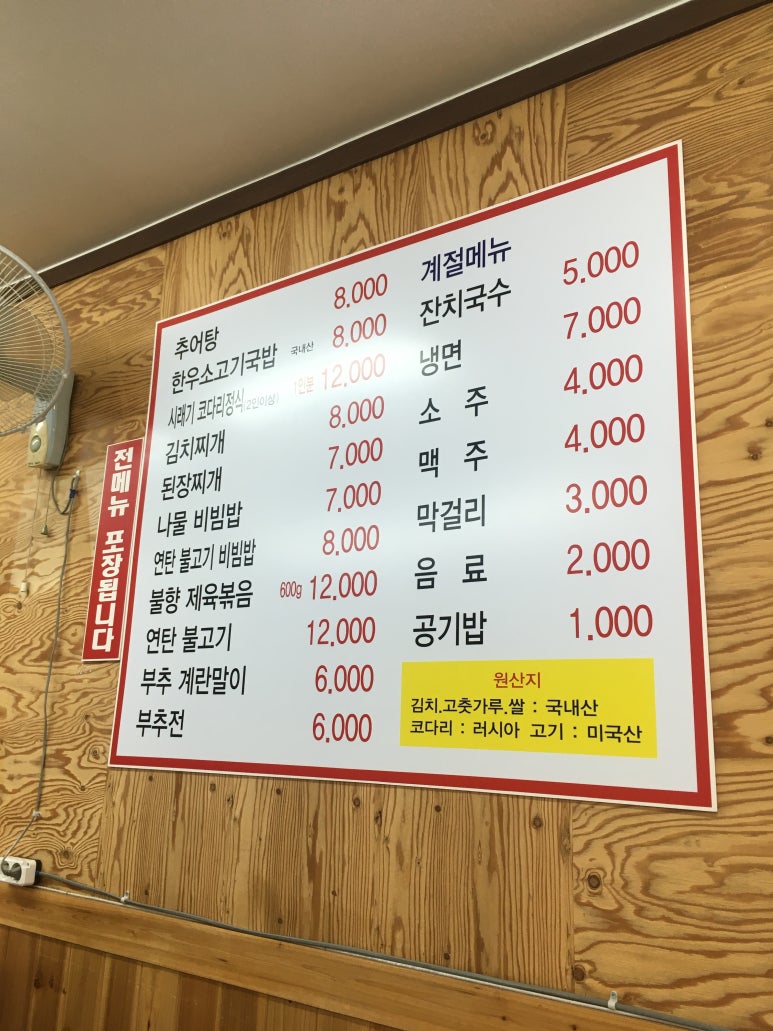 전메뉴 포장됩니다
추어탕 8.000
한우소고기국밥 국내산 8.000
시래기 코다리정식(2인이상) 1인분 12.000
김치찌개 8.000
된장찌개 7.000
나물 비빔밥 7.000
연탄 불고기 비빔밥 8.000
불향 제육볶음 600g 12.000
연탄 불고기 12.000
부추 계란말이 6.000
부추전 6.000
계절메뉴
잔치국수 5.000
냉면 7.000
소 주 4.000
맥 주 4.000
막걸리 3.000
음 료 2.000
공기밥 1.000
원산지
김치.고춧가루.쌀 : 국내산
코다리 : 러시아 고기 : 미국산